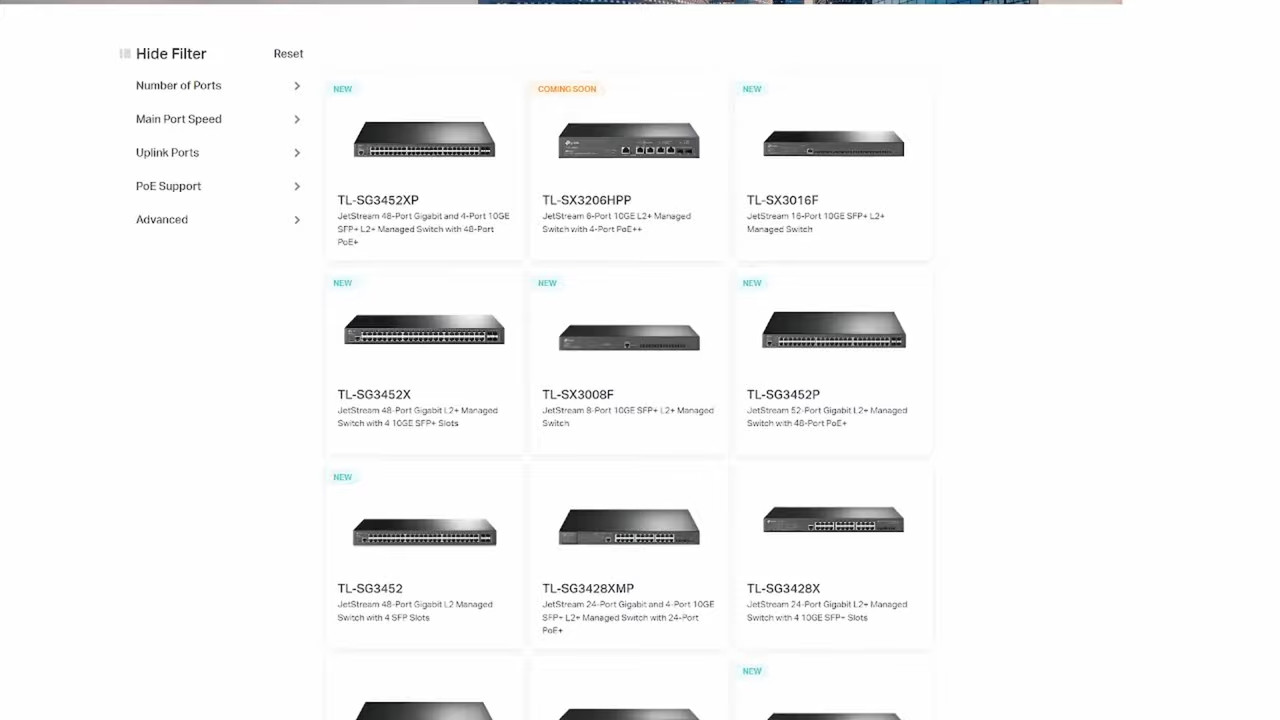 Hide Filter
Reset
Number of Ports
Main Port Speed
Uplink Ports
PoE Support
Advanced
NEW
TL-SG3452XP
JetStream 48-Port Gigabit and 4-Port 10GE
SFP+ L2+ Managed Switch with 48-Port
PoE+
COMING SOON
TL-SX3206HPP
JetStream 6-Port 10GE L2+ Managed
Switch with 4-Port PoE++
NEW
TL-SX3016F
JetStream 16-Port 10GE SFP+ L2+
Managed Switch
NEW
TL-SG3452X
JetStream 48-Port Gigabit L2+ Managed
Switch with 4 10GE SFP+ Slots
NEW
TL-SX3008F
JetStream 8-Port 10GE SFP+ L2+ Managed
Switch
NEW
TL-SG3452P
JetStream 52-Port Gigabit L2+ Managed
Switch with 48-Port PoE+
NEW
TL-SG3452
JetStream 48-Port Gigabit L2 Managed
Switch with 4 SFP Slots
TL-SG3428XMP
JetStream 24-Port Gigabit and 4-Port 10GE
SFP+ L2+ Managed Switch with 24-Port
PoE+
TL-SG3428X
JetStream 24-Port Gigabit L2+ Managed
Switch with 4 10GE SFP+ Slots
NEW